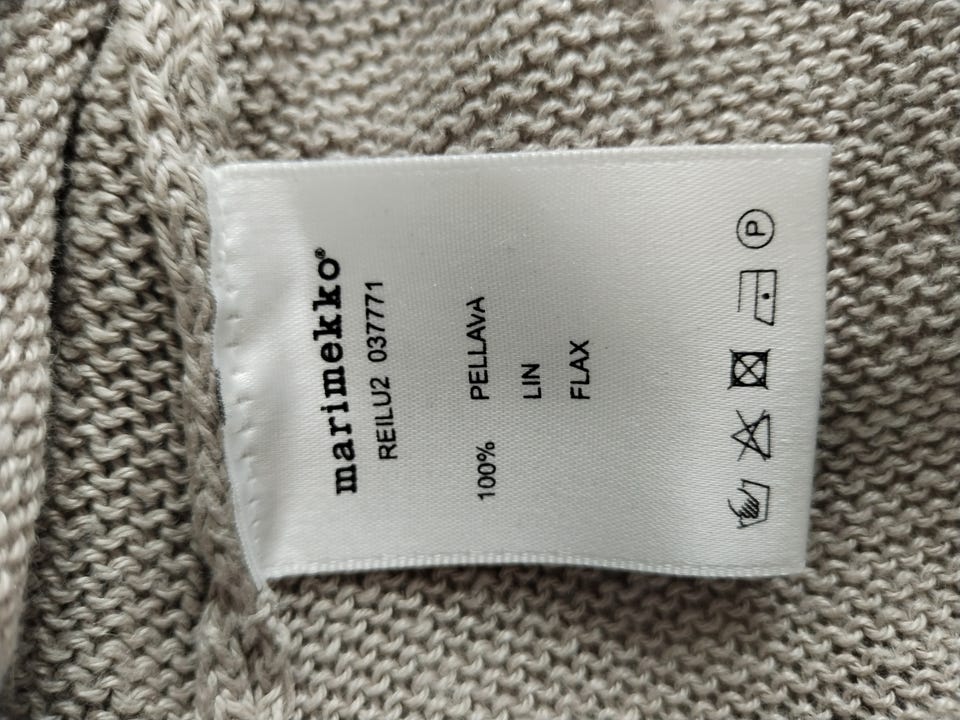 marimekko®
REILU2 037771
100% PELLAVA
LIN
FLAX
P